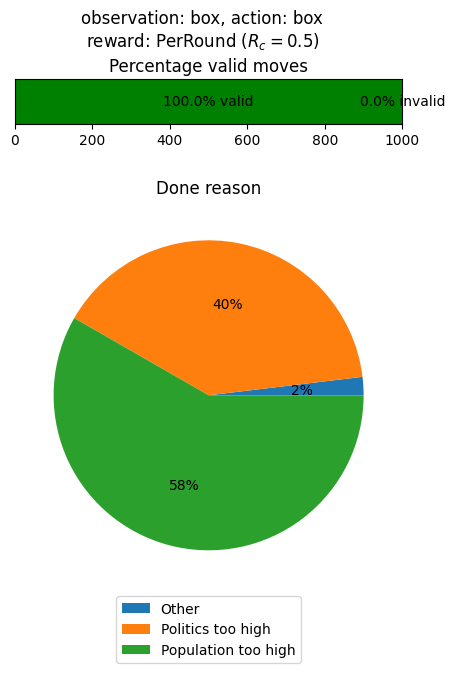 observation: box, action: box
reward: PerRound (R_c = 0.5)
Percentage valid moves
100.0% valid 0.0% invalid
0 200 400 600 800 1000
Done reason
40%
2%
58%
Other
Politics too high
Population too high